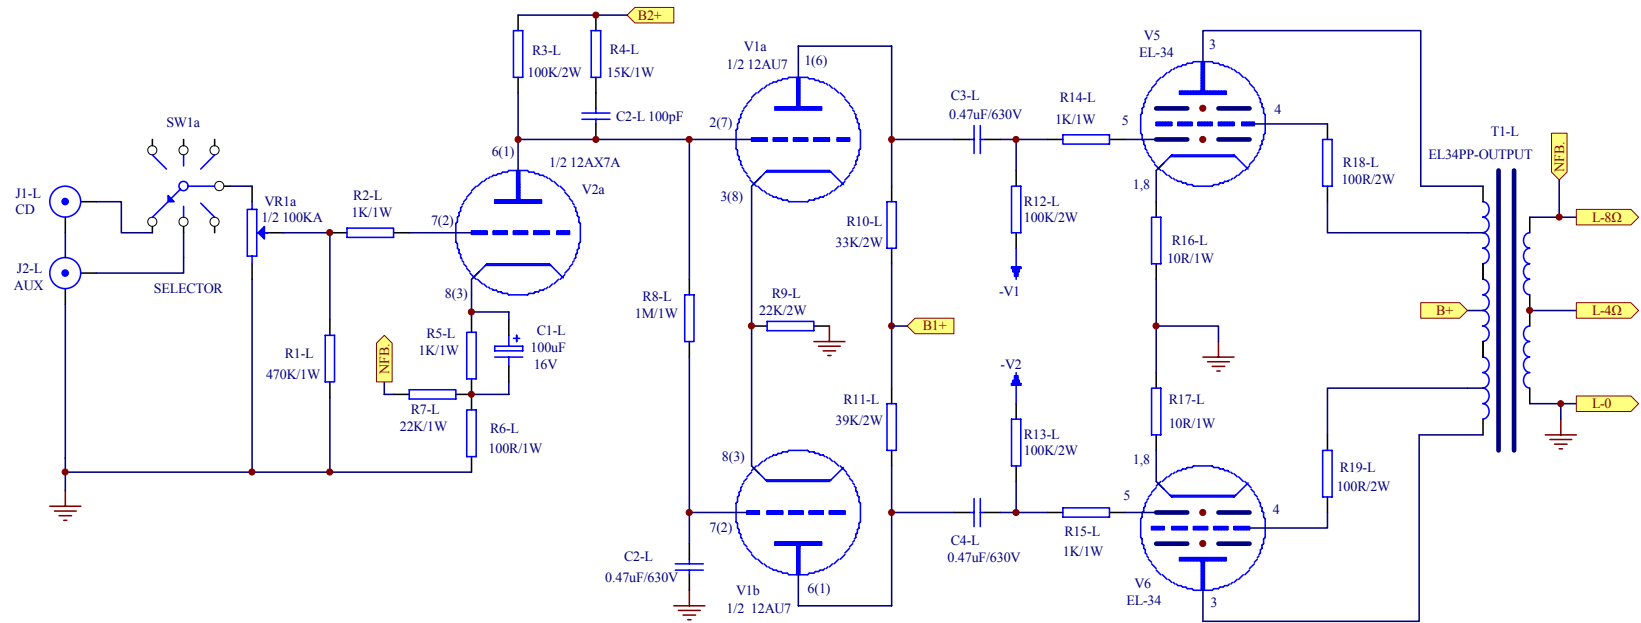 B2+
R3-L
100K/2W
R4-L
15K/1W
C2-L 100pF
SW1a
J1-L
CD
J2-L
AUX
SELECTOR
VR1a
1/2 100KA
R2-L
1K/1W
R1-L
470K/1W
6(1)
1/2 12AX7A
V2a
7(2)
8(3)
R5-L
1K/1W
C1-L
+
100uF
16V
NFB.
R7-L
22K/1W
R6-L
100R/1W
V1a
1/2 12AU7
1(6)
2(7)
3(8)
R8-L
1M/1W
R9-L
22K/2W
R10-L
33K/2W
B1+
R11-L
39K/2W
8(3)
7(2)
6(1)
C2-L
0.47uF/630V
V1b
1/2 12AU7
C3-L
0.47uF/630V
R14-L
1K/1W
R12-L
100K/2W
-V1
-V2
R13-L
100K/2W
C4-L
0.47uF/630V
R15-L
1K/1W
V5
EL-34
3
4
5
1,8
R16-L
10R/1W
R17-L
10R/1W
1,8
5
4
3
V6
EL-34
R18-L
100R/2W
R19-L
100R/2W
B+
T1-L
EL34PP-OUTPUT
NFB.
L-8Ω
L-4Ω
L-0